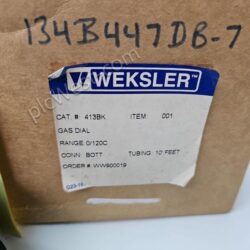 134B447DB-7
WEKSLER
CAT. #: 413BK ITEM 001
GAS DIAL
RANGE: 0/120C
CONN: BOTT TUBING: 10 FEET
ORDER #: WW900019